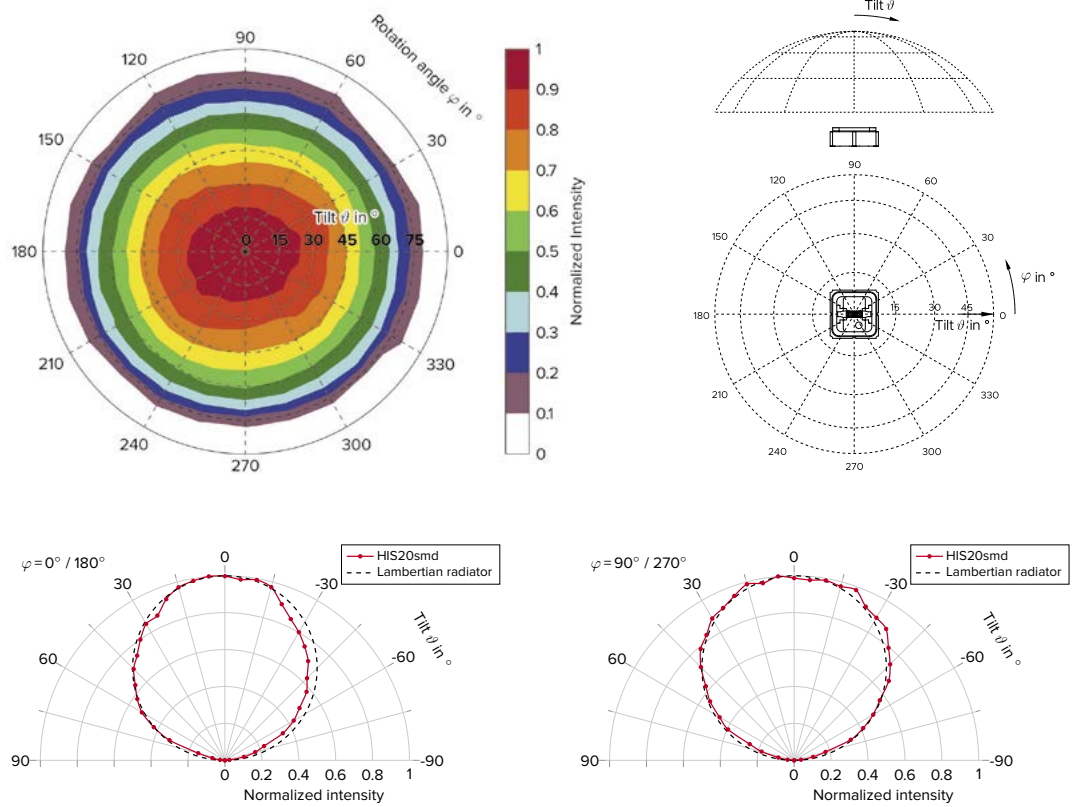 90
120
60
Rotation angle φ in °
150
30
180
0
Tilt ϑ in °
0 15 30 45 60 75
210
330
240
300
270
1
0.9
0.8
0.7
0.6
0.5
0.4
0.3
0.2
0.1
0
Normalized Intensity
Tilt ϑ
90
120
60
150
30
φ in °
180
15 30 45
0
Tilt ϑ in °
210
330
240
300
270
φ = 0° / 180°
0
HIS20smd
Lambertian radiator
30
-30
Tilt ϑ in °
60
-60
90
-90
0 0.2 0.4 0.6 0.8 1
Normalized intensity
φ = 90° / 270°
0
HIS20smd
Lambertian radiator
30
-30
Tilt ϑ in °
60
-60
90
-90
0 0.2 0.4 0.6 0.8 1
Normalized intensity